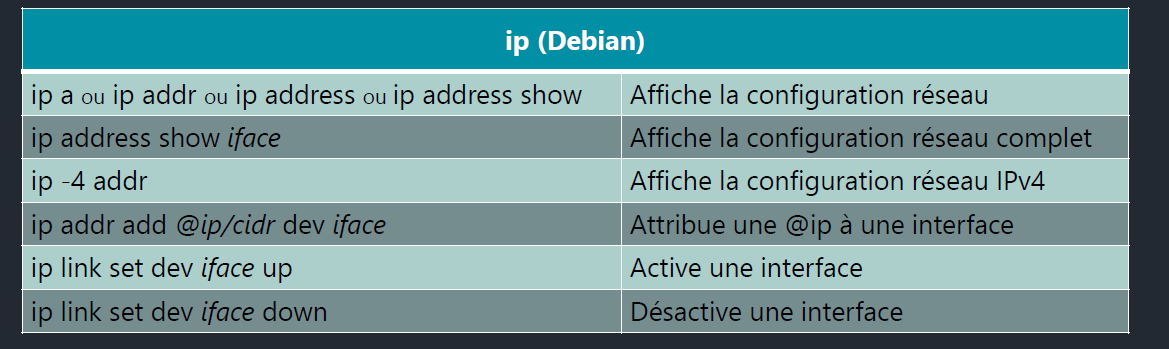 ip (Debian)
ip a ou ip addr ou ip address ou ip address show Affiche la configuration réseau
ip address show iface Affiche la configuration réseau complet
ip -4 addr Affiche la configuration réseau IPv4
ip addr add @ip/cidr dev iface Attribue une @ip à une interface
ip link set dev iface up Active une interface
ip link set dev iface down Désactive une interface